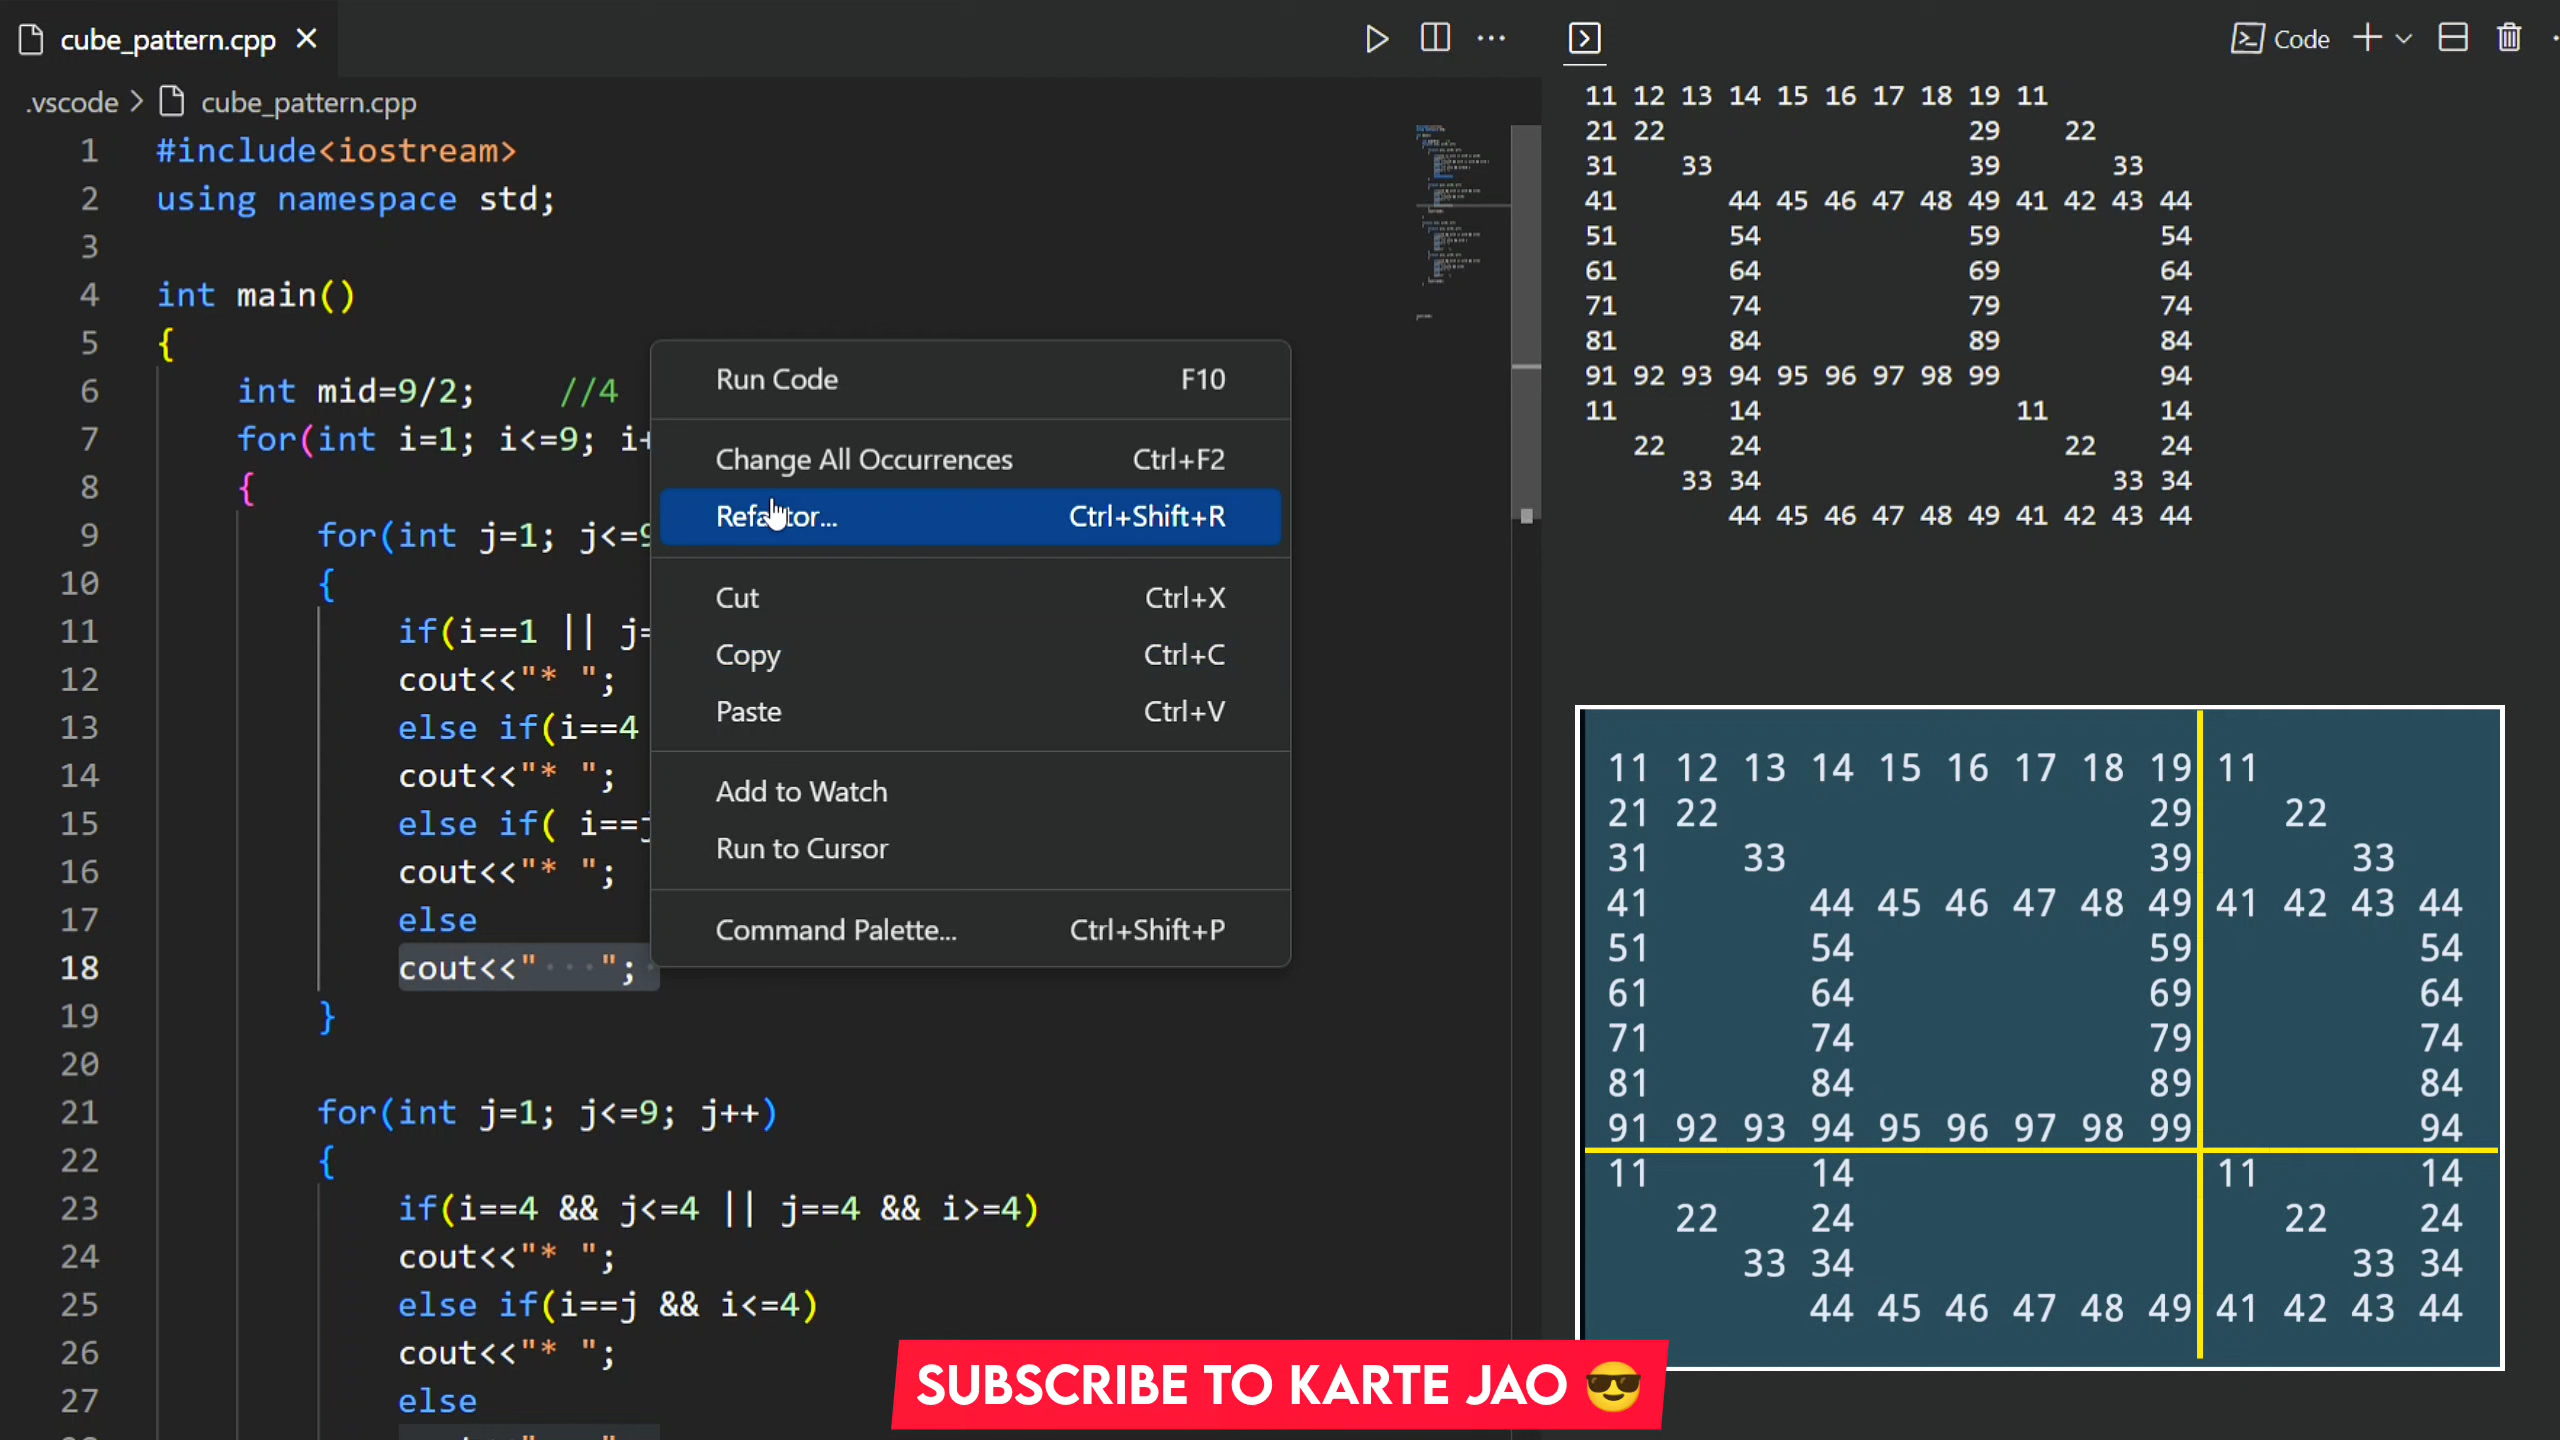 cube_pattern.cpp
Code
.vscode > cube_pattern.cpp
1 #include<iostream>
2 using namespace std;
3
4 int main()
5 {
6 int mid=9/2; //4
7 for(int i=1; i<=9; i
8 {
9 for(int j=1; j<=9
10 {
11 if(i==1 || j=
12 cout<<"* ";
13 else if(i==4
14 cout<<"* ";
15 else if( i==j
16 cout<<"* ";
17 else
18 cout<<"···";·
19 }
20
21 for(int j=1; j<=9; j++)
22 {
23 if(i==4 && j<=4 || j==4 && i>=4)
24 cout<<"* ";
25 else if(i==j && i<=4)
26 cout<<"* ";
27 else
Run Code F10
Change All Occurrences Ctrl+F2
Refactor... Ctrl+Shift+R
Cut Ctrl+X
Copy Ctrl+C
Paste Ctrl+V
Add to Watch
Run to Cursor
Command Palette... Ctrl+Shift+P
11 12 13 14 15 16 17 18 19 11
21 22 29 22
31 33 39 33
41 44 45 46 47 48 49 41 42 43 44
51 54 59 54
61 64 69 64
71 74 79 74
81 84 89 84
91 92 93 94 95 96 97 98 99 94
11 14 11 14
22 24 22 24
33 34 33 34
44 45 46 47 48 49 41 42 43 44
11 12 13 14 15 16 17 18 19 11
21 22 29 22
31 33 39 33
41 44 45 46 47 48 49 41 42 43 44
51 54 59 54
61 64 69 64
71 74 79 74
81 84 89 84
91 92 93 94 95 96 97 98 99 94
11 14 11 14
22 24 22 24
33 34 33 34
44 45 46 47 48 49 41 42 43 44
SUBSCRIBE TO KARTE JAO 😎